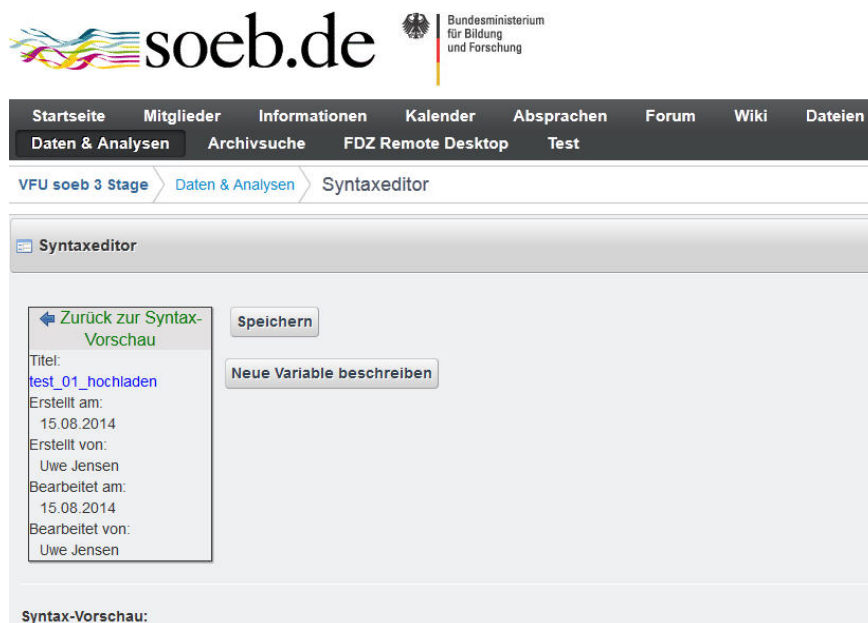 soeb.de
Bundesministerium
für Bildung
und Forschung
Startseite Mitglieder Informationen Kalender Absprachen Forum Wiki Dateien
Daten & Analysen Archivsuche FDZ Remote Desktop Test
VFU soeb 3 Stage Daten & Analysen Syntaxeditor
Syntaxeditor
Zurück zur Syntax-
Vorschau
Titel:
test_01_hochladen
Erstellt am:
15.08.2014
Erstellt von:
Uwe Jensen
Bearbeitet am:
15.08.2014
Bearbeitet von:
Uwe Jensen
Speichern
Neue Variable beschreiben
Syntax-Vorschau: